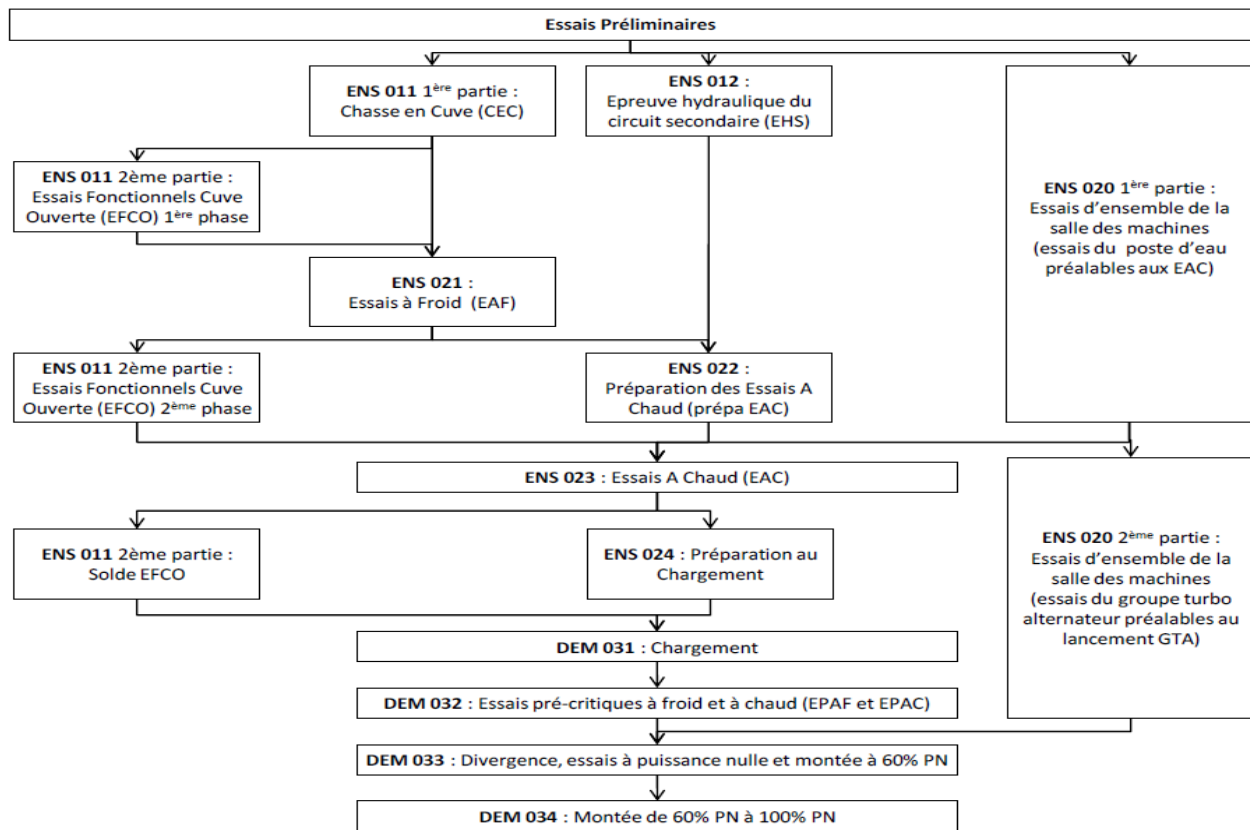 Essais Préliminaires
ENS 011 1ère partie :
Chasse en Cuve (CEC)
ENS 012 :
Epreuve hydraulique du
circuit secondaire (EHS)
ENS 020 1ère partie :
Essais d'ensemble de la
salle des machines
(essais du poste d'eau
préalables aux EAC)
ENS 011 2ème partie :
Essais Fonctionnels Cuve
Ouverte (EFCO) 1ère phase
ENS 021 :
Essais à Froid (EAF)
ENS 011 2ème partie :
Essais Fonctionnels Cuve
Ouverte (EFCO) 2ème phase
ENS 022 :
Préparation des Essais A
Chaud (prépa EAC)
ENS 023 : Essais A Chaud (EAC)
ENS 011 2ème partie :
Solde EFCO
ENS 024 : Préparation au
Chargement
ENS 020 2ème partie :
Essais d'ensemble de la
salle des machines
(essais du groupe turbo
alternateur préalables au
lancement GTA)
DEM 031 : Chargement
DEM 032 : Essais pré-critiques à froid et à chaud (EPAF et EPAC)
DEM 033 : Divergence, essais à puissance nulle et montée à 60% PN
DEM 034 : Montée de 60% PN à 100% PN